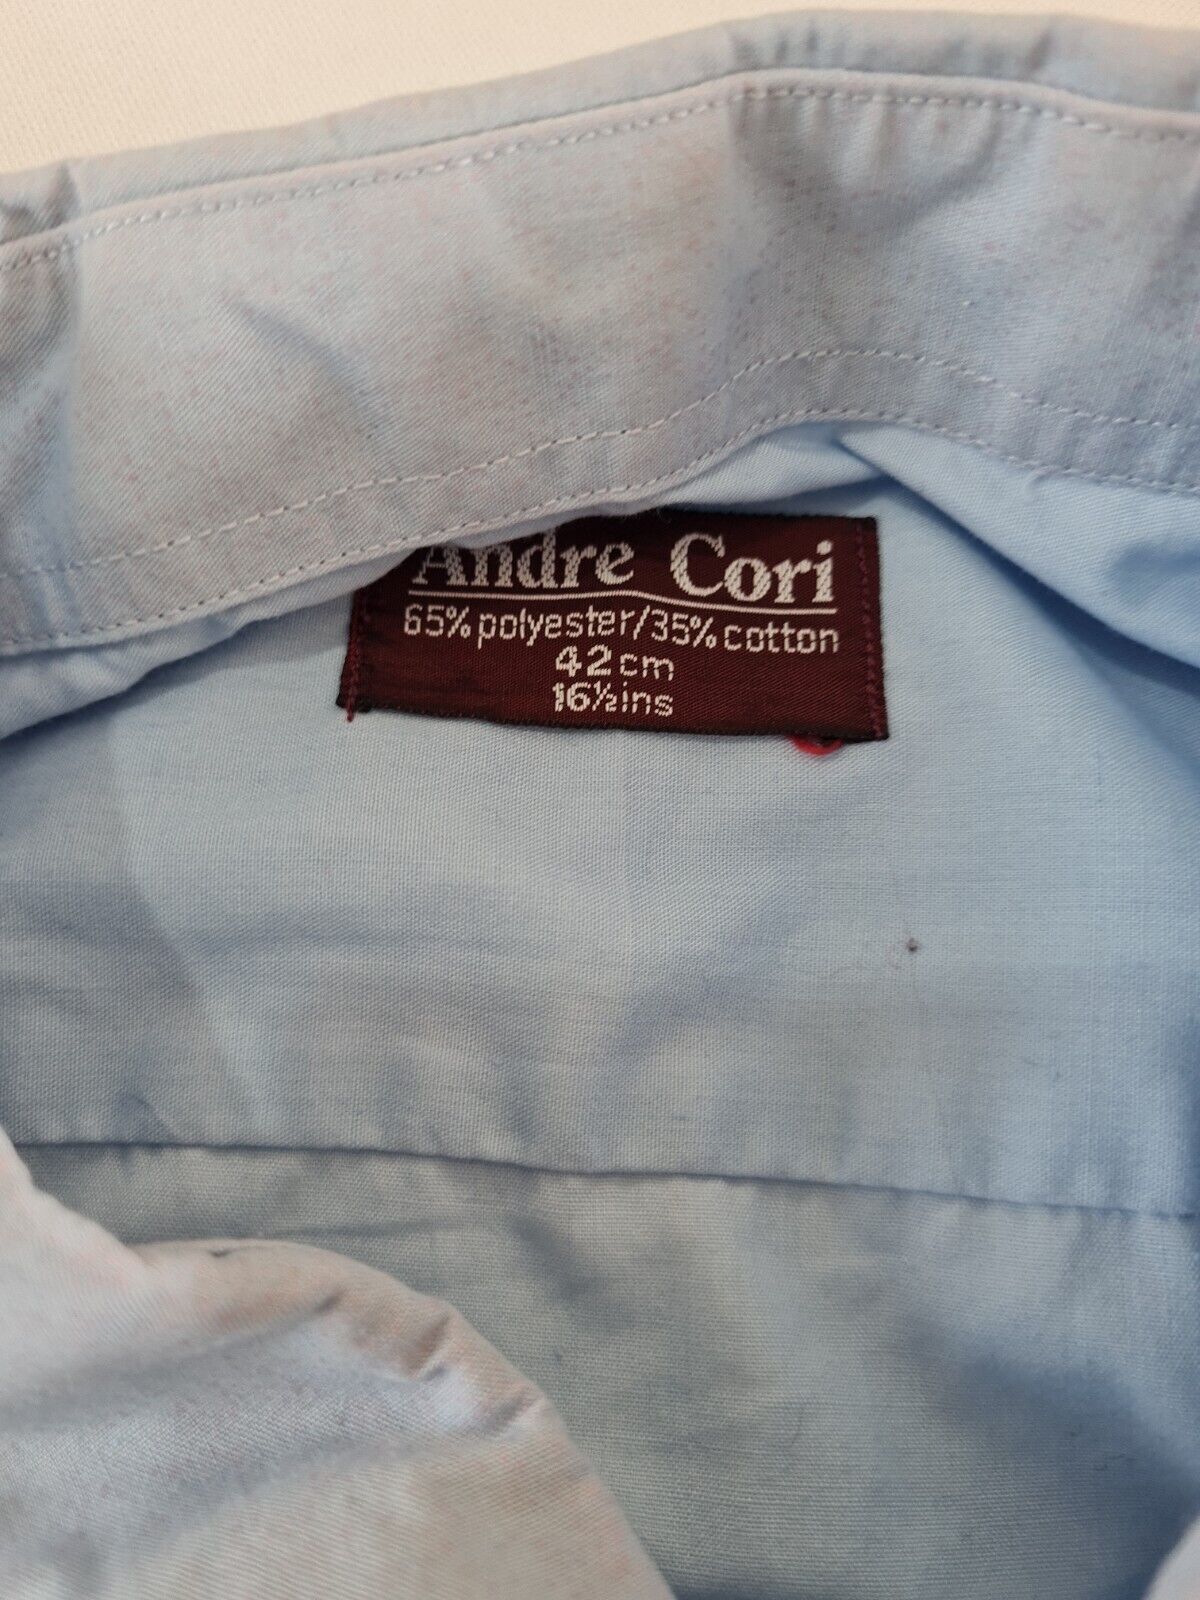 Andre Cori
65% polyester/35% cotton
42cm
16½ins